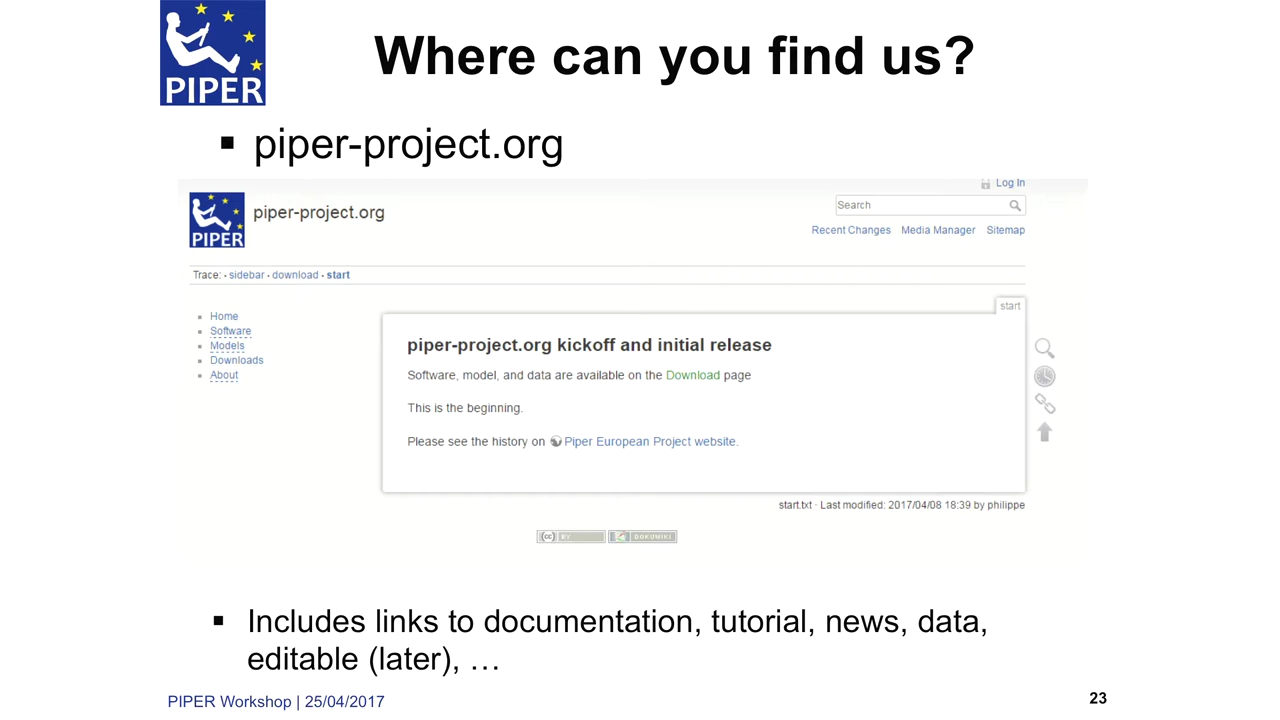 PIPER
Where can you find us?
▪ piper-project.org
Log In
PIPER
piper-project.org
Search
Recent Changes Media Manager Sitemap
Trace: • sidebar • download • start
start
Home
Software
Models
Downloads
About
piper-project.org kickoff and initial release
Software, model, and data are available on the Download page
This is the beginning.
Please see the history on Piper European Project website.
start.txt · Last modified: 2017/04/08 18:39 by philippe
cc BY DOKUWIKI
▪ Includes links to documentation, tutorial, news, data,
editable (later), …
PIPER Workshop | 25/04/2017
23